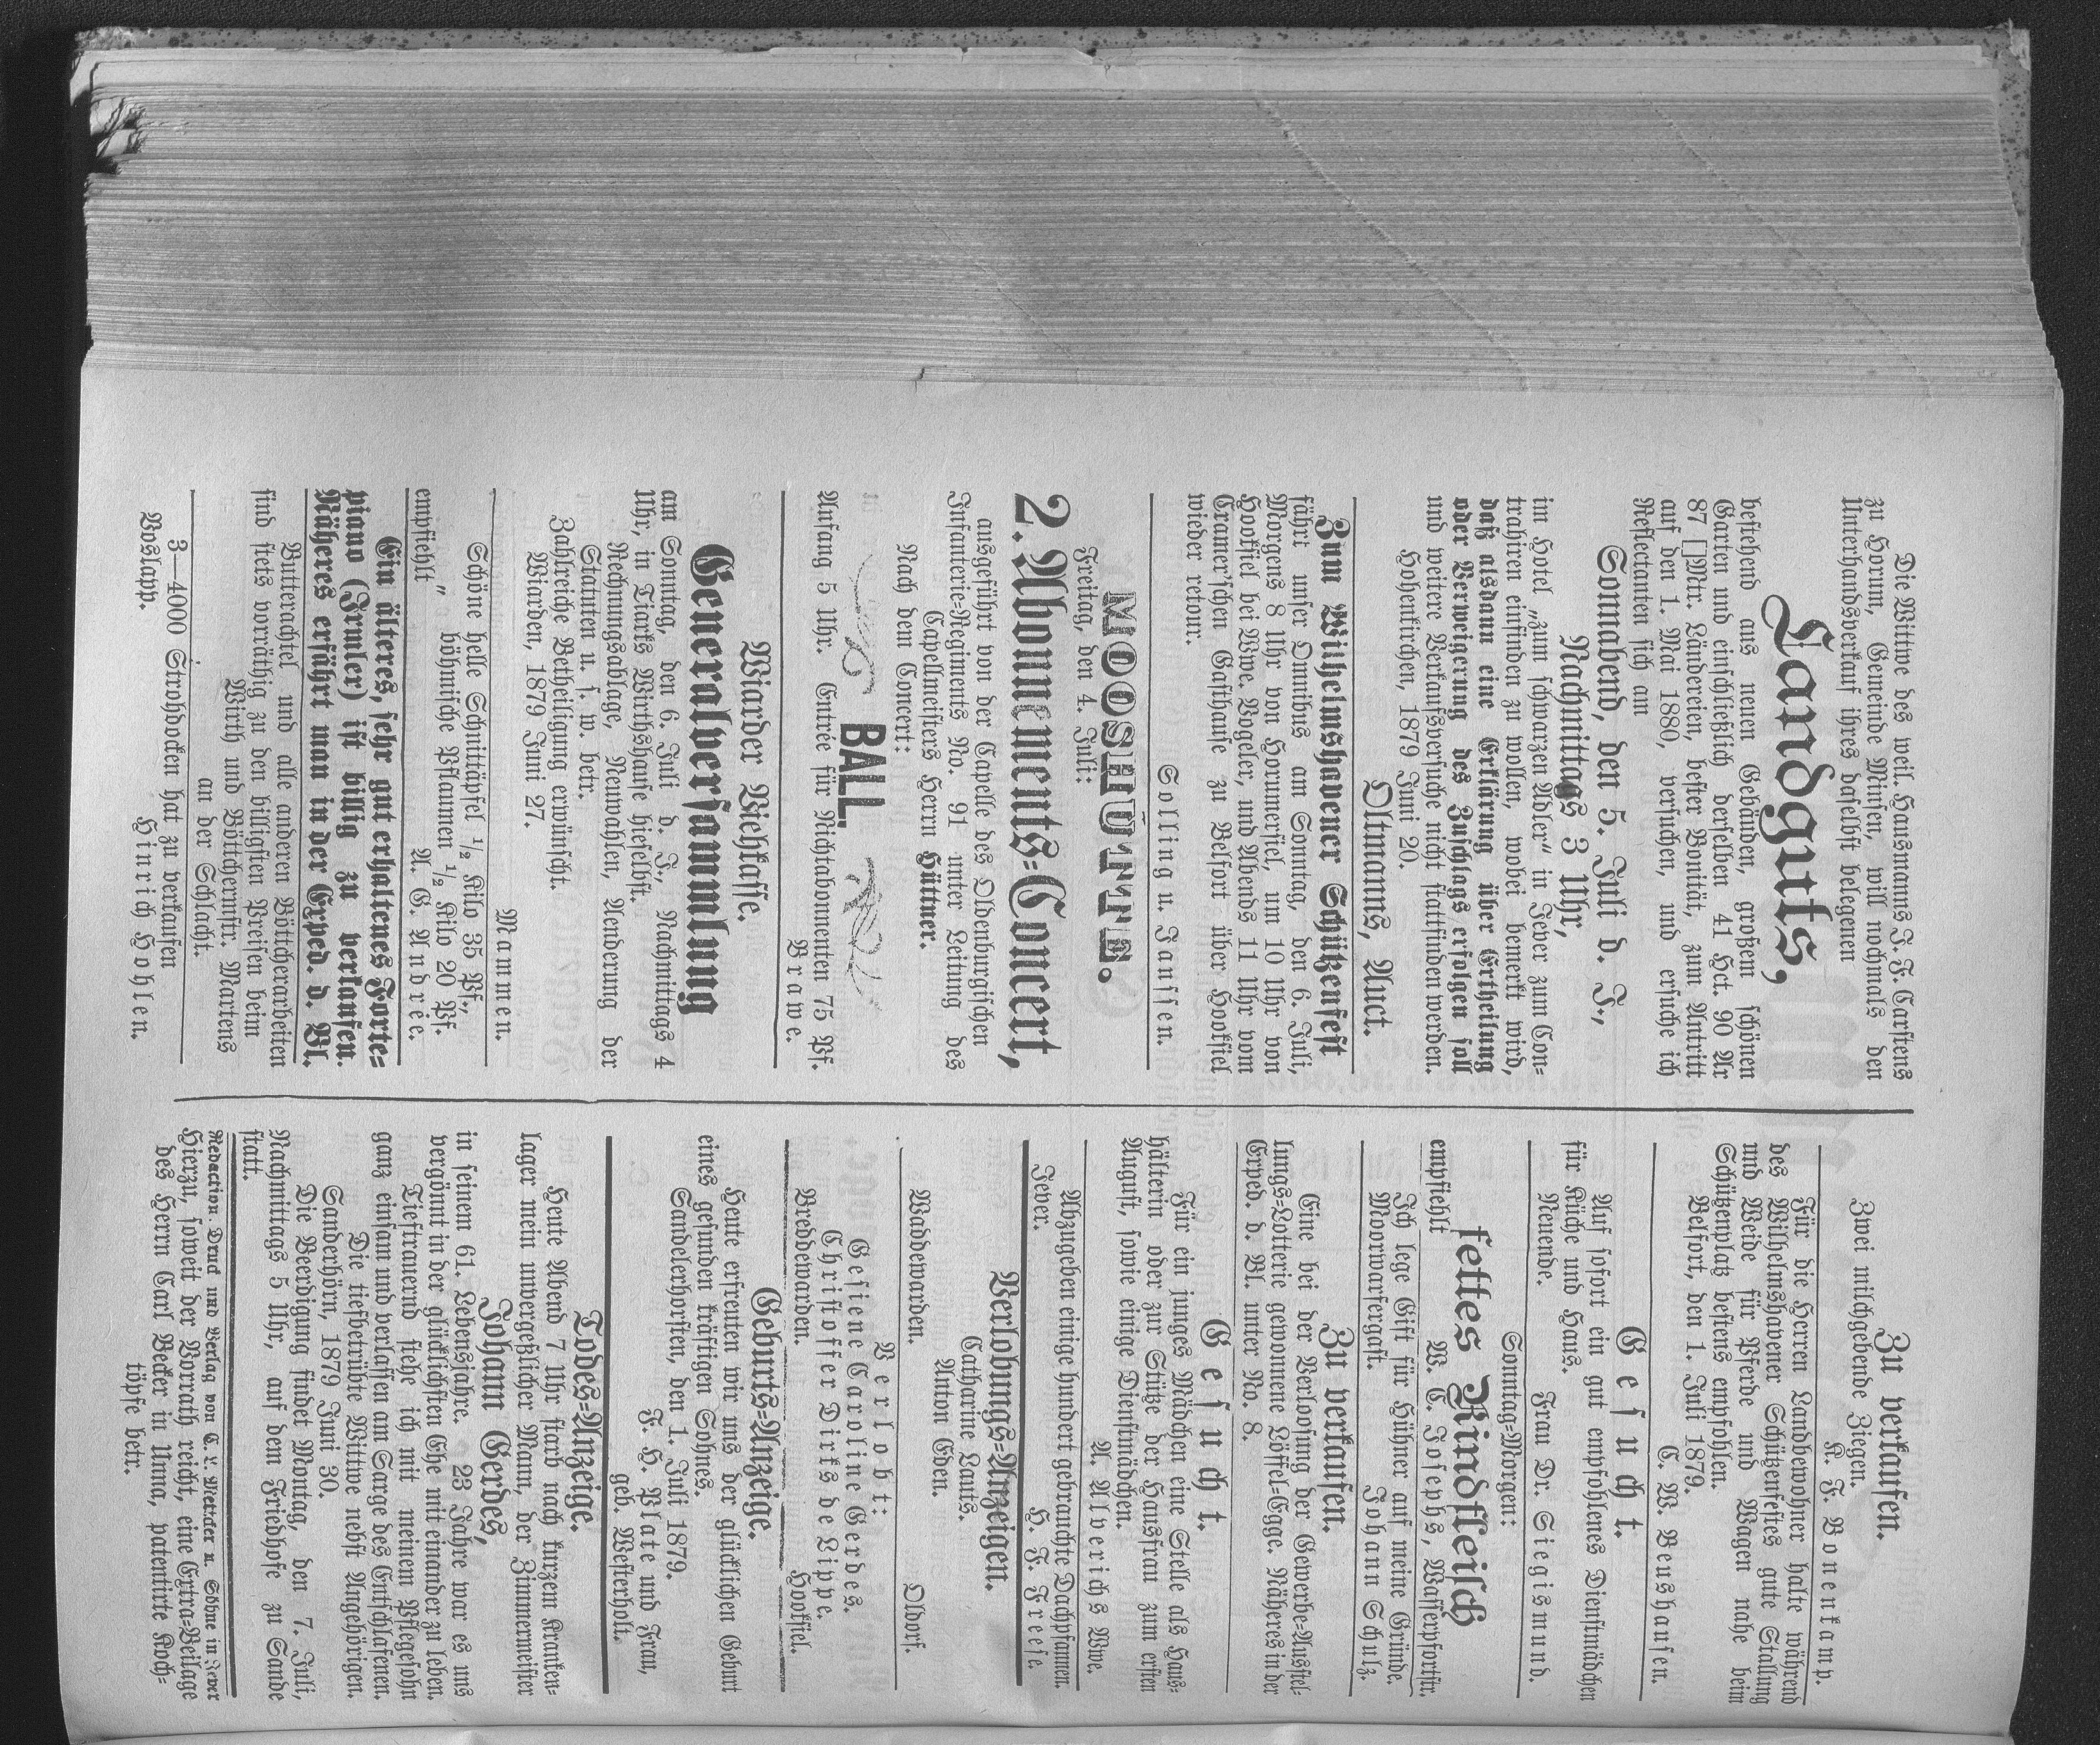 Die Wittwe des weil. Hausmanns J. F. Carstens
zu Horum, Gemeinde Minsen, will nochmals den
Unterhandsverkauf ihres daselbst belegenen
Landguts,
bestehend aus neuen Gebäuden, großem schönen
Garten und einschließlich derselben 41 Hct. 90 Ar
87 □Mtr. Ländereien, bester Bonität, zum Antritt
auf den 1. Mai 1880, versuchen, und ersuche ich
Reflectanten sich am
Sonnabend, den 5. Juli d. J.,
Nachmittags 3 Uhr,
im Hotel „zum schwarzen Adler“ in Jever zum Con-
trahiren einfinden zu wollen, wobei bemerkt wird,
daß alsdann eine Erklärung über Ertheilung
oder Verweigerung des Zuschlags erfolgen soll
und weitere Verkaufsversuche nicht stattfinden werden.
Hohenkirchen, 1879 Juni 20.
Oltmanns, Auct.
Zum Wilhelmshavener Schützenfest
fährt unser Omnibus am Sonntag, den 6. Juli,
Morgens 8 Uhr von Horumersiel, um 10 Uhr von
Hooksiel bei Wwe. Vogeler, und Abends 11 Uhr vom
Cramer'schen Gasthause zu Belfort über Hooksiel
wieder retour.
Solling u. Janssen.
MOOSHÜTTE.
Freitag, den 4. Juli:
2. Abonnements-Concert,
ausgeführt von der Capelle des Oldenburgischen
Infanterie-Regiments No. 91 unter Leitung des
Capellmeisters Herrn Hüttner.
Nach dem Concert:
BALL.
Anfang 5 Uhr. Entrée für Nichtabonnenten 75 Pf.
Brawe.
Wiarder Viehkasse.
Generalversammlung
am Sonntag, den 6. Juli d. J., Nachmittags 4
Uhr, in Tiarks Wirthshause hieselbst.
Rechnungsablage, Neuwahlen, Aenderung der
Statuten u. s. w. betr.
Zahlreiche Betheiligung erwünscht.
Wiarden, 1879 Juni 27.
Mammen.
Schöne helle Schnittäpfel ½ Kilo 35 Pf.,
„ böhmische Pflaumen ½ Kilo 20 Pf.
empfiehlt A. G. Andrée.
Ein älteres, sehr gut erhaltenes Forte-
piano (Irmler) ist billig zu verkaufen.
Näheres erfährt man in der Exped. d. Bl.
Butterachtel und alle anderen Böttcherarbeiten
sind stets vorräthig zu den billigsten Preisen beim
Wirth und Böttchermstr. Martens
an der Schlacht.
3—4000 Strohdocken hat zu verkaufen
Voslapp. Hinrich Hohlen.
Zu verkaufen.
Zwei milchgebende Ziegen.
K. F. Bonenkamp.
Für die Herren Landbewohner halte während
des Wilhelmshavener Schützenfestes gute Stallung
und Weide für Pferde und Wagen nahe beim
Schützenplatz bestens empfohlen.
Belfort, den 1. Juli 1879.
C. W. Beushausen.
Gesucht.
Auf sofort ein gut empfohlenes Dienstmädchen
für Küche und Haus.
Neuende. Frau Dr. Siegismund.
Sonntag-Morgen:
fettes Rindfleisch
empfiehlt W. C. Josephs, Wasserpfortstr.
Ich lege Gift für Hühner auf meine Gründe.
Moorwarfergast. Johann Schulz.
Zu verkaufen.
Eine bei der Verloosung der Gewerbe-Ausstel-
lungs-Lotterie gewonnene Löffel-Egge. Näheres in der
Exped. d. Bl. unter No. 8.
Gesucht.
Für ein junges Mädchen eine Stelle als Haus-
hälterin oder zur Stütze der Hausfrau zum ersten
August, sowie einige Dienstmädchen.
A. Alverichs Wwe.
Abzugeben einige hundert gebrauchte Dachpfannen.
Jever. H. F. Freese.
Verlobungs-Anzeigen.
Catharine Lauts.
Anton Eden.
Waddewarden. Oldorf.
Verlobt:
Gesiene Caroline Gerdes.
Christoffer Dirks de Lippe.
Breddewarden. Hooksiel.
Geburts-Anzeige.
Heute erfreuten wir uns der glücklichen Geburt
eines gesunden kräftigen Sohnes.
Sandelerhorsten, den 1. Juli 1879.
F. H. Plate und Frau,
geb. Westerholt.
Todes-Anzeige.
Heute Abend 7 Uhr starb nach kurzem Kranken-
lager mein unvergeßlicher Mann, der Zimmermeister
Johann Gerdes,
in seinem 61. Lebensjahre. 23 Jahre war es uns
vergönnt in der glücklichsten Ehe mit einander zu leben.
Tieftrauernd stehe ich mit meinem Pflegesohn
ganz einsam und verlassen am Sarge des Entschlafenen.
Die tiefbetrübte Wittwe nebst Angehörigen.
Sanderhörn, 1879 Juni 30.
Die Beerdigung findet Montag, den 7. Juli,
Nachmittags 5 Uhr, auf dem Friedhofe zu Sande
statt.
Redaction Druck und Verlag von C. L. Mettcker u. Söhne in Jever
Hierzu, soweit der Vorrath reicht, eine Extra-Beilage
des Herrn Carl Becker in Unna, patentirte Koch-
töpfe betr.